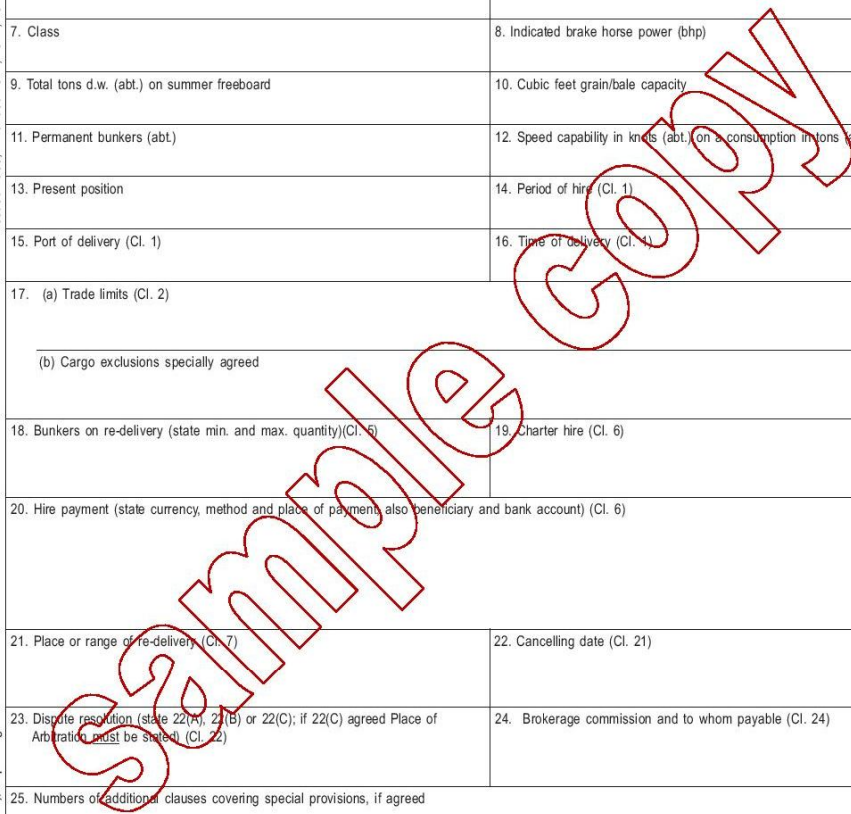 7. Class
8. Indicated brake horse power (bhp)
9. Total tons d.w. (abt.) on summer freeboard
10. Cubic feet grain/bale capacity
11. Permanent bunkers (abt.)
12. Speed capability in knots (abt.) on a consumption in tons (
13. Present position
14. Period of hire (Cl. 1)
15. Port of delivery (Cl. 1)
16. Time of delivery (Cl. 1)
17. (a) Trade limits (Cl. 2)
(b) Cargo exclusions specially agreed
18. Bunkers on re-delivery (state min. and max. quantity)(Cl. 5)
19. Charter hire (Cl. 6)
20. Hire payment (state currency, method and place of payment, also beneficiary and bank account) (Cl. 6)
21. Place or range of re-delivery (Cl. 7)
22. Cancelling date (Cl. 21)
23. Dispute resolution (state 22(A), 22(B) or 22(C); if 22(C) agreed Place of
Arbitration must be stated) (Cl. 22)
24. Brokerage commission and to whom payable (Cl. 24)
25. Numbers of additional clauses covering special provisions, if agreed
sample copy